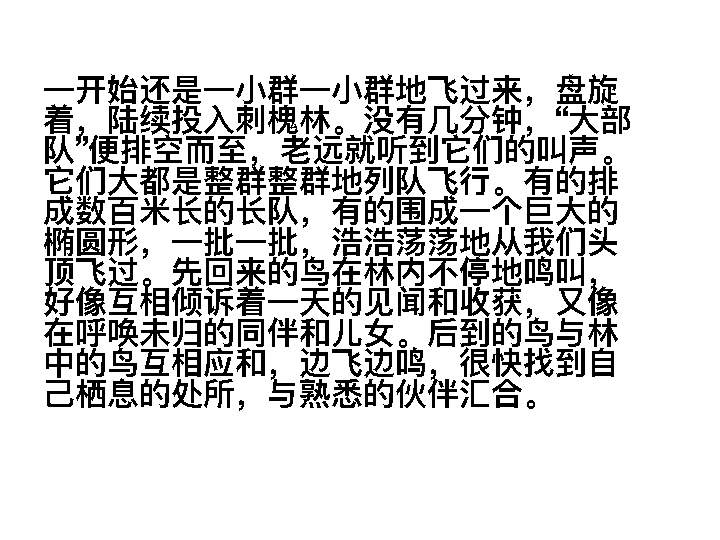 一开始还是一小群一小群地飞过来，盘旋
着，陆续投入刺槐林。没有几分钟，“大部
队”便排空而至，老远就听到它们的叫声。
它们大都是整群整群地列队飞行。有的排
成数百米长的长队，有的围成一个巨大的
椭圆形，一批一批，浩浩荡荡地从我们头
顶飞过。先回来的鸟在林内不停地鸣叫，
好像互相倾诉着一天的见闻和收获，又像
在呼唤未归的同伴和儿女。后到的鸟与林
中的鸟互相应和，边飞边鸣，很快找到自
己栖息的处所，与熟悉的伙伴汇合。